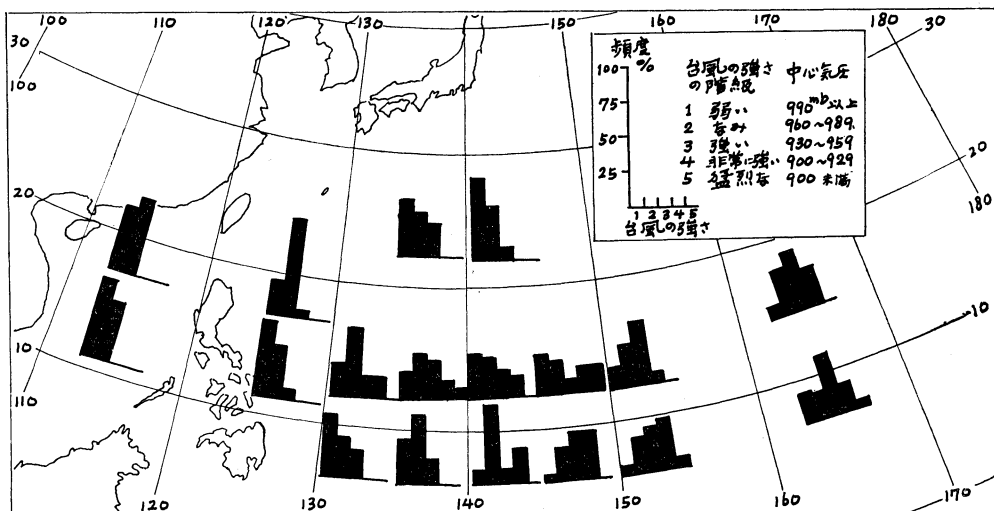 100 110 120 130 140 150 160 170 180 30
30
100
20
20
180
10
10
110
120 130 140 150 160 170
頻度
%
100
75
50
25
1 2 3 4 5
台風の強さ
台風の強さ 中心気圧
の階級
1 弱い 990mb以上
2 なみ 960~989
3 強い 930~959
4 非常に強い 900~929
5 猛烈な 900未満